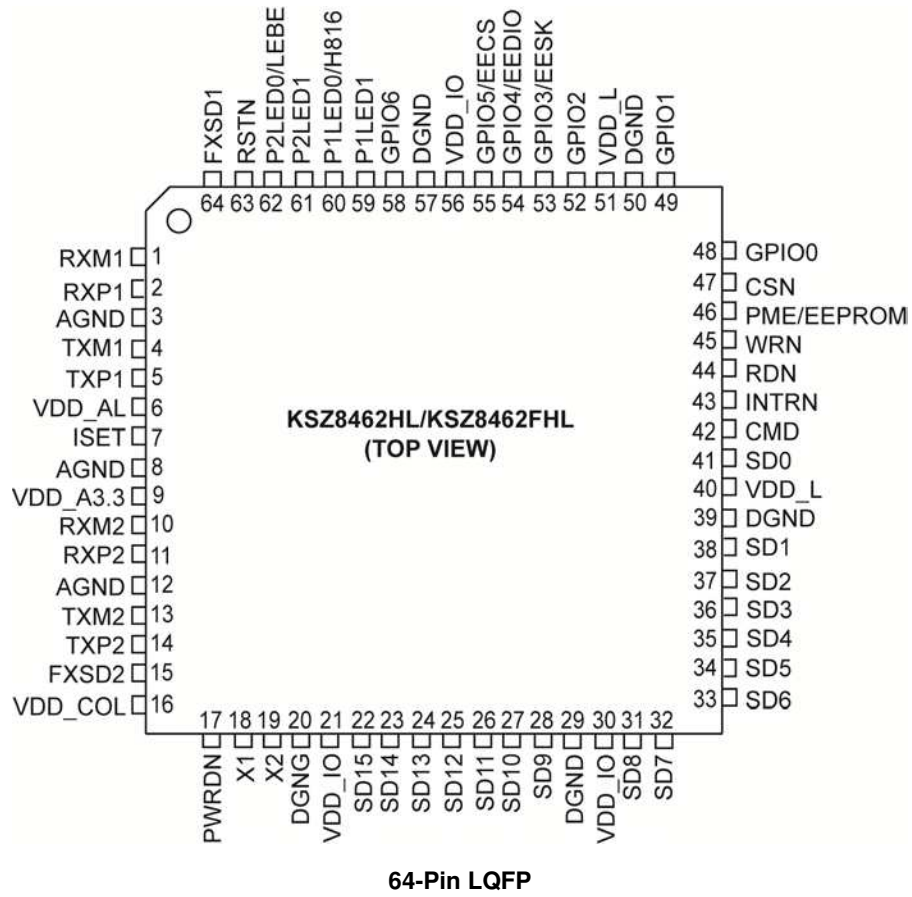 FXSD1
RSTN
P2LED0/LEBE
P2LED1
P1LED0/H816
P1LED1
GPIO6
DGND
VDD_IO
GPIO5/EECS
GPIO4/EEDIO
GPIO3/EESK
GPIO2
VDD_L
DGND
GPIO1
64 63 62 61 60 59 58 57 56 55 54 53 52 51 50 49
RXM1 1
RXP1 2
AGND 3
TXM1 4
TXP1 5
VDD_AL 6
ISET 7
AGND 8
VDD_A3.3 9
RXM2 10
RXP2 11
AGND 12
TXM2 13
TXP2 14
FXSD2 15
VDD_COL 16
KSZ8462HL/KSZ8462FHL
(TOP VIEW)
48 GPIO0
47 CSN
46 PME/EEPROM
45 WRN
44 RDN
43 INTRN
42 CMD
41 SD0
40 VDD_L
39 DGND
38 SD1
37 SD2
36 SD3
35 SD4
34 SD5
33 SD6
17 18 19 20 21 22 23 24 25 26 27 28 29 30 31 32
PWRDN
X1
X2
DGNG
VDD_IO
SD15
SD14
SD13
SD12
SD11
SD10
SD9
DGND
VDD_IO
SD8
SD7
64-Pin LQFP